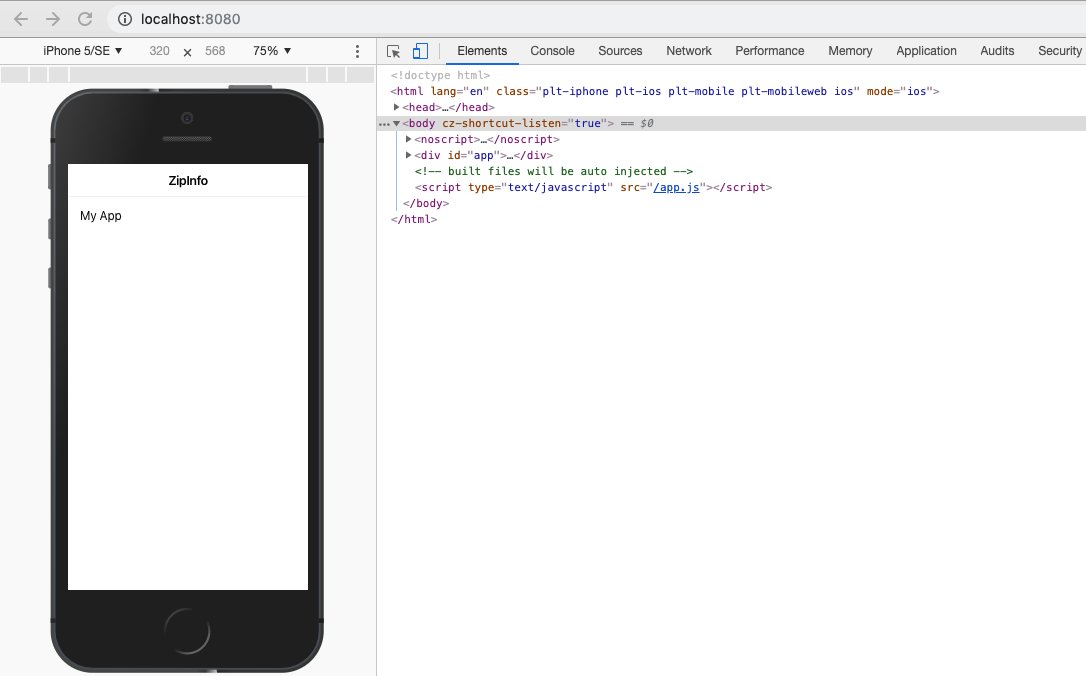 localhost:8080
iPhone 5/SE ▼ 320 × 568 75% ▼
Elements Console Sources Network Performance Memory Application Audits Security
ZipInfo
My App
<!doctype html>
<html lang="en" class="plt-iphone plt-ios plt-mobile plt-mobileweb ios" mode="ios">
▶<head>…</head>
…▼<body cz-shortcut-listen="true"> == $0
▶<noscript>…</noscript>
▶<div id="app">…</div>
<!-- built files will be auto injected -->
<script type="text/javascript" src="/app.js"></script>
</body>
</html>